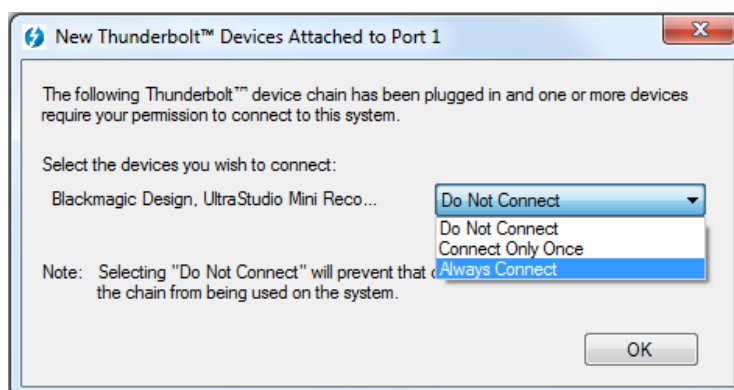 New Thunderbolt™ Devices Attached to Port 1
The following Thunderbolt™ device chain has been plugged in and one or more devices
require your permission to connect to this system.
Select the devices you wish to connect:
Blackmagic Design, UltraStudio Mini Reco...
Do Not Connect
Do Not Connect
Connect Only Once
Always Connect
Note: Selecting "Do Not Connect" will prevent that
the chain from being used on the system.
OK